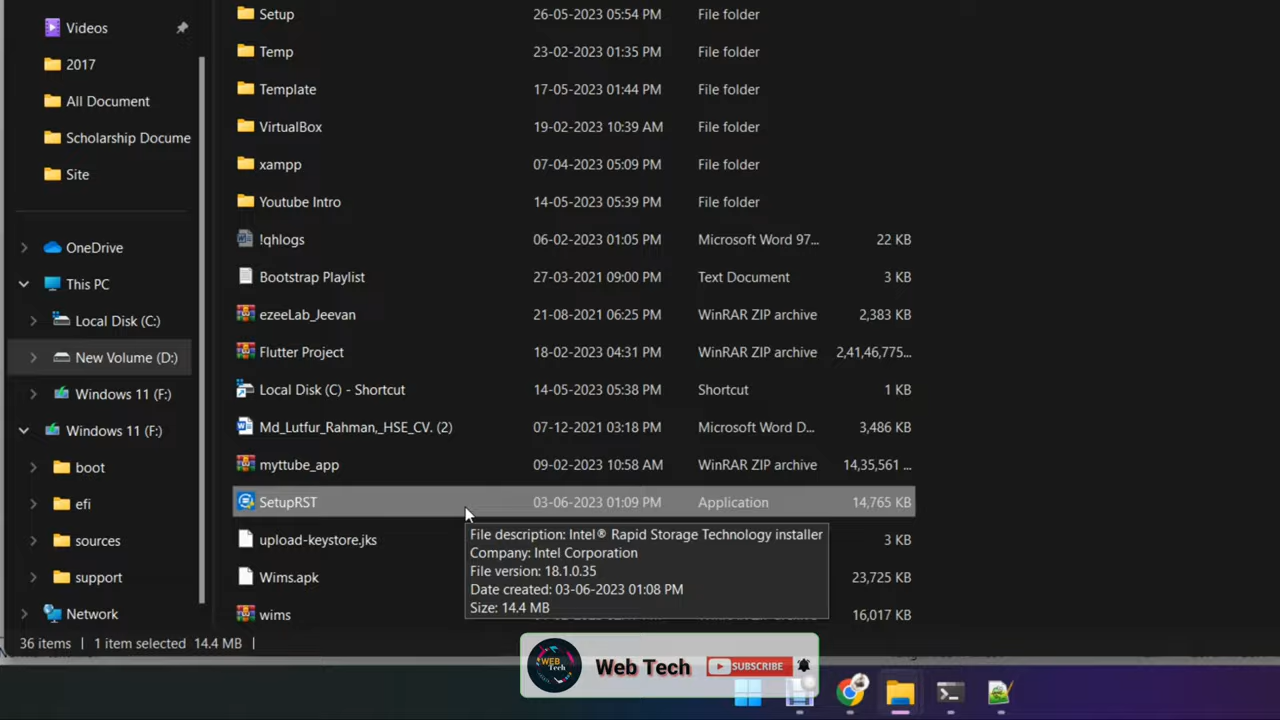 Videos
2017
All Document
Scholarship Docume
Site
OneDrive
This PC
Local Disk (C:)
New Volume (D:)
Windows 11 (F:)
Windows 11 (F:)
boot
efi
sources
support
Network
Setup 26-05-2023 05:54 PM File folder
Temp 23-02-2023 01:35 PM File folder
Template 17-05-2023 01:44 PM File folder
VirtualBox 19-02-2023 10:39 AM File folder
xampp 07-04-2023 05:09 PM File folder
Youtube Intro 14-05-2023 05:39 PM File folder
!qhlogs 06-02-2023 01:05 PM Microsoft Word 97... 22 KB
Bootstrap Playlist 27-03-2021 09:00 PM Text Document 3 KB
ezeeLab_Jeevan 21-08-2021 06:25 PM WinRAR ZIP archive 2,383 KB
Flutter Project 18-02-2023 04:31 PM WinRAR ZIP archive 2,41,46,775...
Local Disk (C) - Shortcut 14-05-2023 05:38 PM Shortcut 1 KB
Md_Lutfur_Rahman,_HSE_CV. (2) 07-12-2021 03:18 PM Microsoft Word D... 3,486 KB
myttube_app 09-02-2023 10:58 AM WinRAR ZIP archive 14,35,561 ...
SetupRST 03-06-2023 01:09 PM Application 14,765 KB
upload-keystore.jks 3 KB
Wims.apk 23,725 KB
wims 16,017 KB
File description: Intel® Rapid Storage Technology installer
Company: Intel Corporation
File version: 18.1.0.35
Date created: 03-06-2023 01:08 PM
Size: 14.4 MB
36 items 1 item selected 14.4 MB
WEB
Tech
Web Tech
SUBSCRIBE